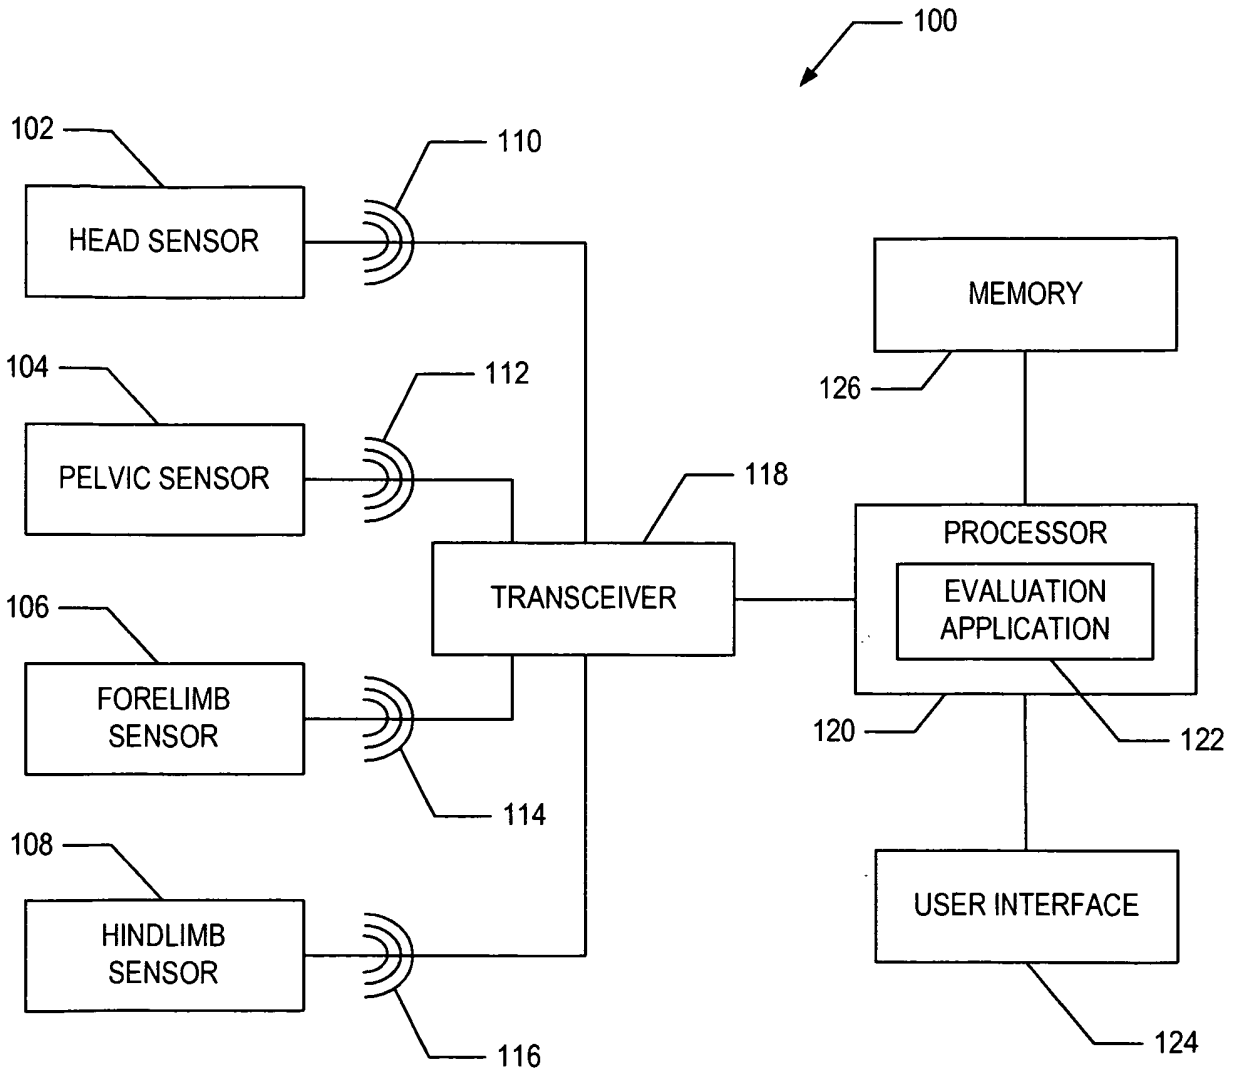 100
102
HEAD SENSOR
110
104
PELVIC SENSOR
112
106
FORELIMB
SENSOR
114
108
HINDLIMB
SENSOR
116
TRANSCEIVER
118
MEMORY
126
PROCESSOR
EVALUATION
APPLICATION
120
122
USER INTERFACE
124